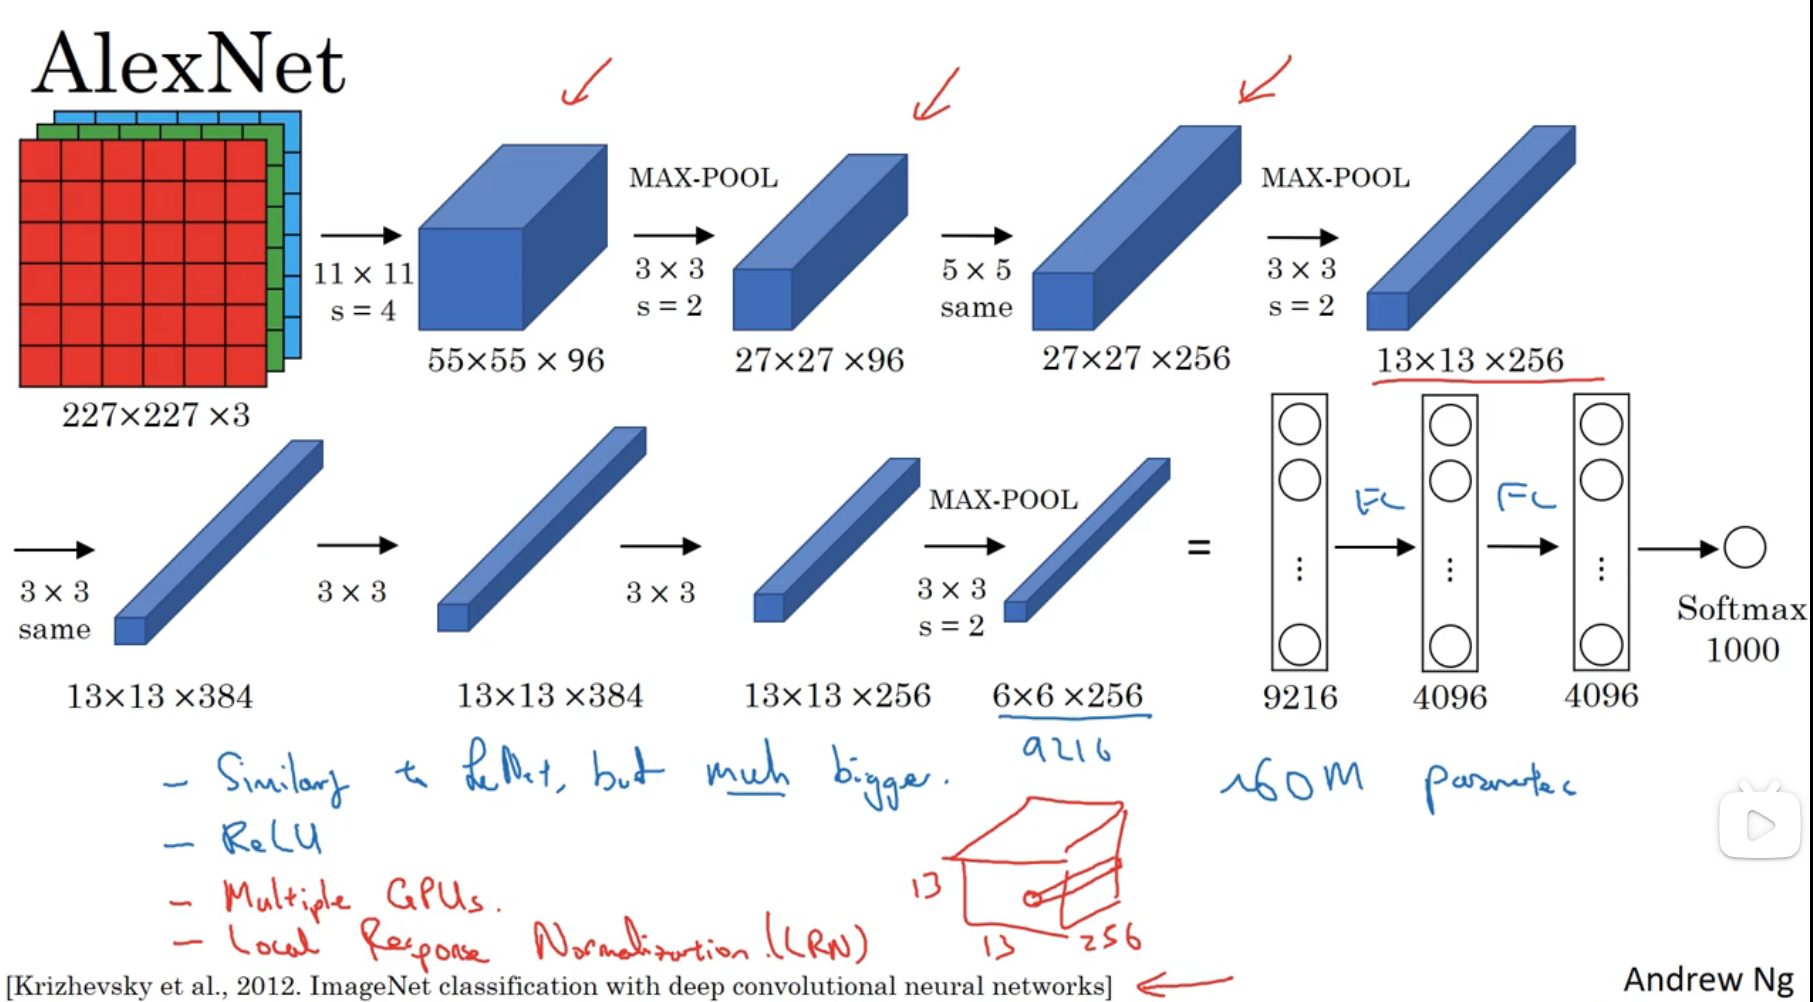 AlexNet
MAX-POOL
MAX-POOL
11 × 11
s = 4
3 × 3
s = 2
5 × 5
same
3 × 3
s = 2
227×227 ×3
55×55 × 96
27×27 ×96
27×27 ×256
13×13 ×256
3 × 3
same
3 × 3
3 × 3
MAX-POOL
3 × 3
s = 2
=
FC
FC
⋮
⋮
⋮
Softmax
1000
13×13 ×384
13×13 ×384
13×13 ×256
6×6 ×256
9216
4096
4096
9216
- Similar to LeNet, but much bigger.
~60M
- ReLU
- Multiple GPUs.
- Local Response Normalization (LRN)
13
13
256
[Krizhevsky et al., 2012. ImageNet classification with deep convolutional neural networks]
Andrew Ng